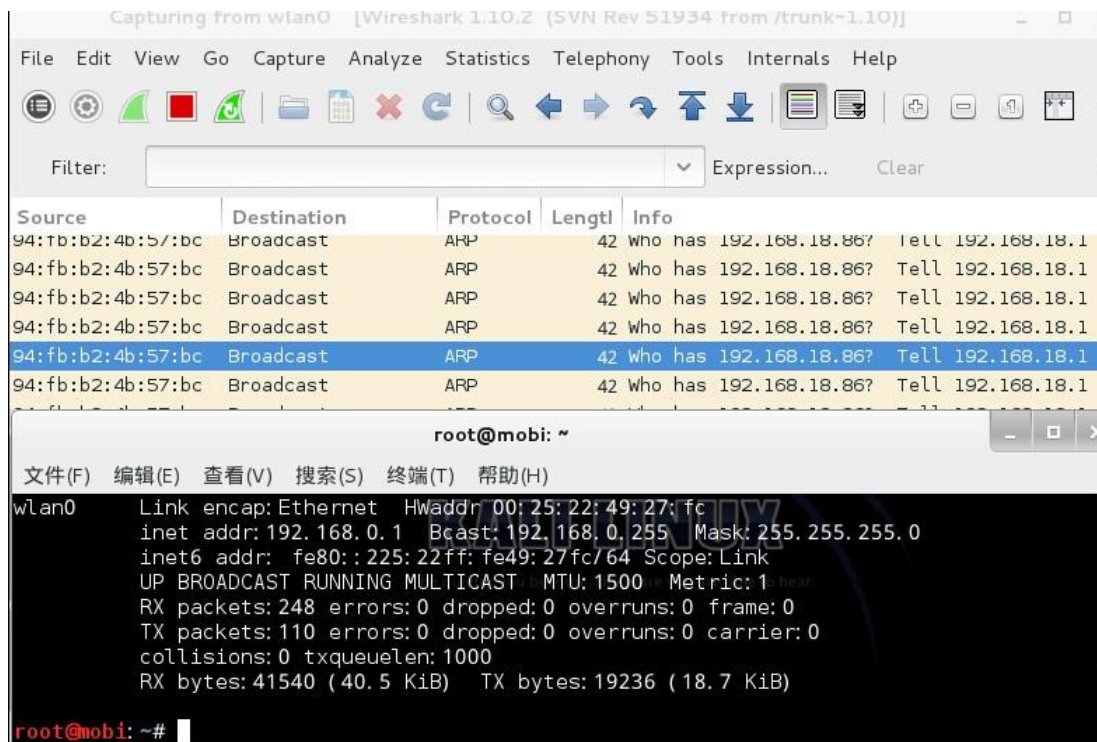 Capturing from wlan0 [Wireshark 1.10.2 (SVN Rev 51934 from /trunk-1.10)]
File Edit View Go Capture Analyze Statistics Telephony Tools Internals Help
Filter: Expression... Clear
Source Destination Protocol Lengtl Info
94:fb:b2:4b:57:bc Broadcast ARP 42 Who has 192.168.18.86? Tell 192.168.18.1
94:fb:b2:4b:57:bc Broadcast ARP 42 Who has 192.168.18.86? Tell 192.168.18.1
94:fb:b2:4b:57:bc Broadcast ARP 42 Who has 192.168.18.86? Tell 192.168.18.1
94:fb:b2:4b:57:bc Broadcast ARP 42 Who has 192.168.18.86? Tell 192.168.18.1
94:fb:b2:4b:57:bc Broadcast ARP 42 Who has 192.168.18.86? Tell 192.168.18.1
94:fb:b2:4b:57:bc Broadcast ARP 42 Who has 192.168.18.86? Tell 192.168.18.1
root@mobi: ~
文件(F) 编辑(E) 查看(V) 搜索(S) 终端(T) 帮助(H)
KALI LINUX
wlan0 Link encap:Ethernet HWaddr 00:25:22:49:27:fc
inet addr:192.168.0.1 Bcast:192.168.0.255 Mask:255.255.255.0
inet6 addr: fe80::225:22ff:fe49:27fc/64 Scope:Link
UP BROADCAST RUNNING MULTICAST MTU:1500 Metric:1
RX packets:248 errors:0 dropped:0 overruns:0 frame:0
TX packets:110 errors:0 dropped:0 overruns:0 carrier:0
collisions:0 txqueuelen:1000
RX bytes:41540 (40.5 KiB) TX bytes:19236 (18.7 KiB)
root@mobi:~#